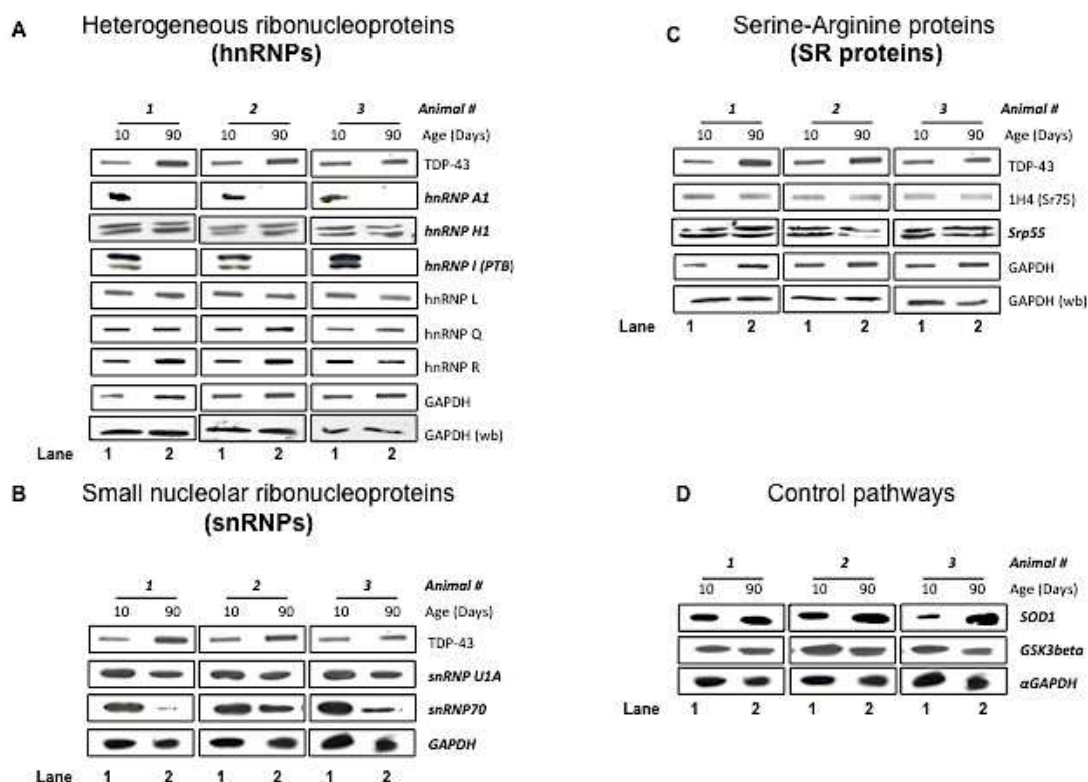 A
Heterogeneous ribonucleoproteins
(hnRNPs)
1 2 3 Animal #
10 90 10 90 10 90 Age (Days)
TDP-43
hnRNP A1
hnRNP H1
hnRNP I (PTB)
hnRNP L
hnRNP Q
hnRNP R
GAPDH
GAPDH (wb)
Lane 1 2 1 2 1 2
B
Small nucleolar ribonucleoproteins
(snRNPs)
1 2 3 Animal #
10 90 10 90 10 90 Age (Days)
TDP-43
snRNP U1A
snRNP70
GAPDH
Lane 1 2 1 2 1 2
C
Serine-Arginine proteins
(SR proteins)
1 2 3 Animal #
10 90 10 90 10 90 Age (Days)
TDP-43
1H4 (Sr75)
Srp55
GAPDH
GAPDH (wb)
Lane 1 2 1 2 1 2
D
Control pathways
1 2 3 Animal #
10 90 10 90 10 90 Age (Days)
SOD1
GSK3beta
αGAPDH
Lane 1 2 1 2 1 2